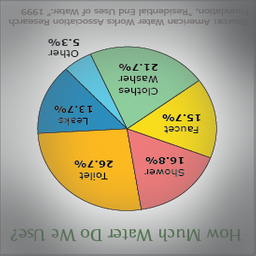 How Much Water Do We Use?
Shower
16.8%
Toilet
26.7%
Faucet
15.7%
Leaks
13.7%
Clothes
Washer
21.7%
Other
5.3%
Source: American Water Works Association Research
Foundation, "Residential End Uses of Water," 1999